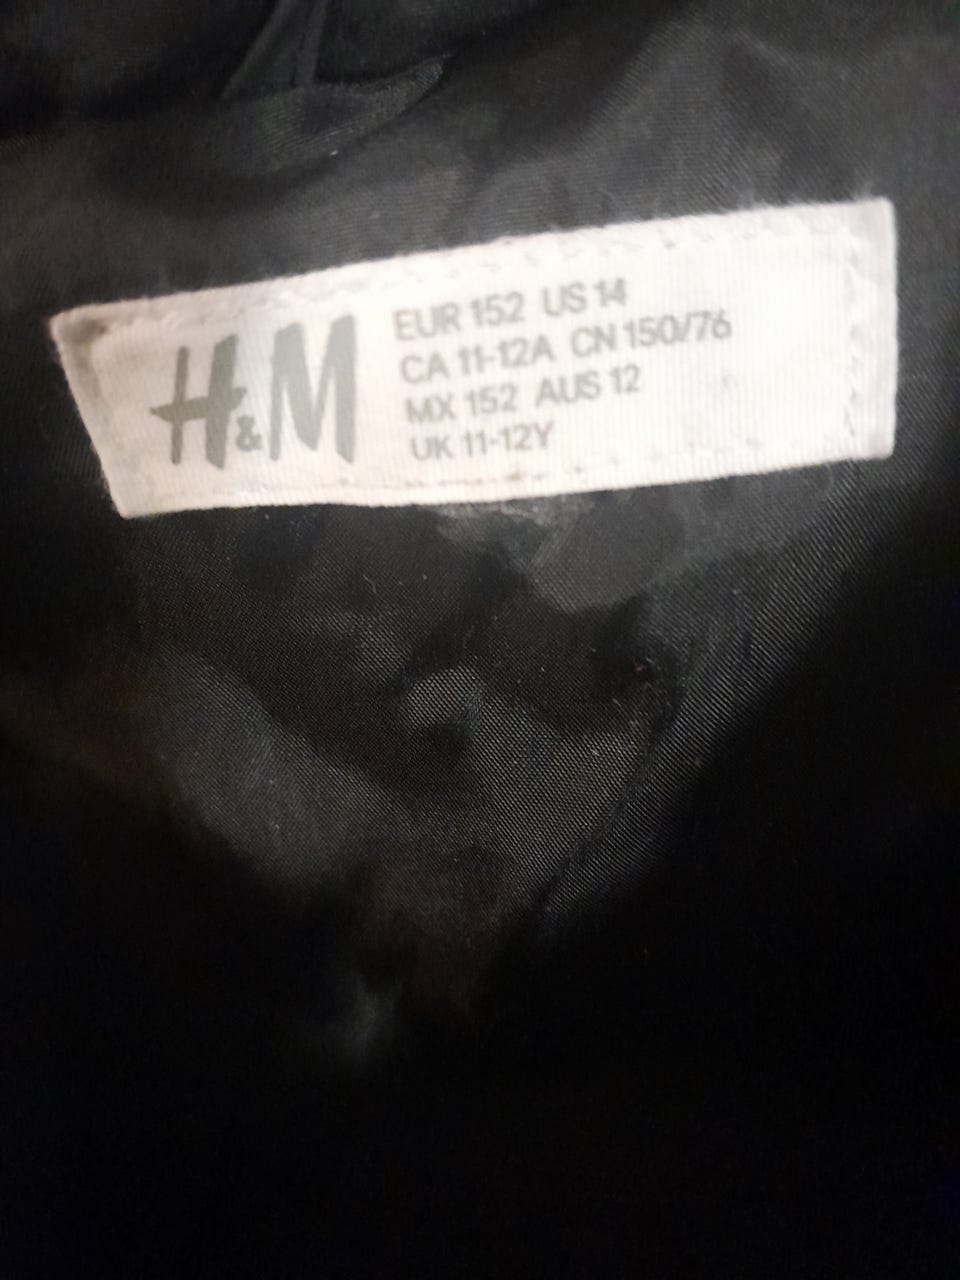 H&M
EUR 152 US 14
CA 11-12A CN 150/76
MX 152 AUS 12
UK 11-12Y